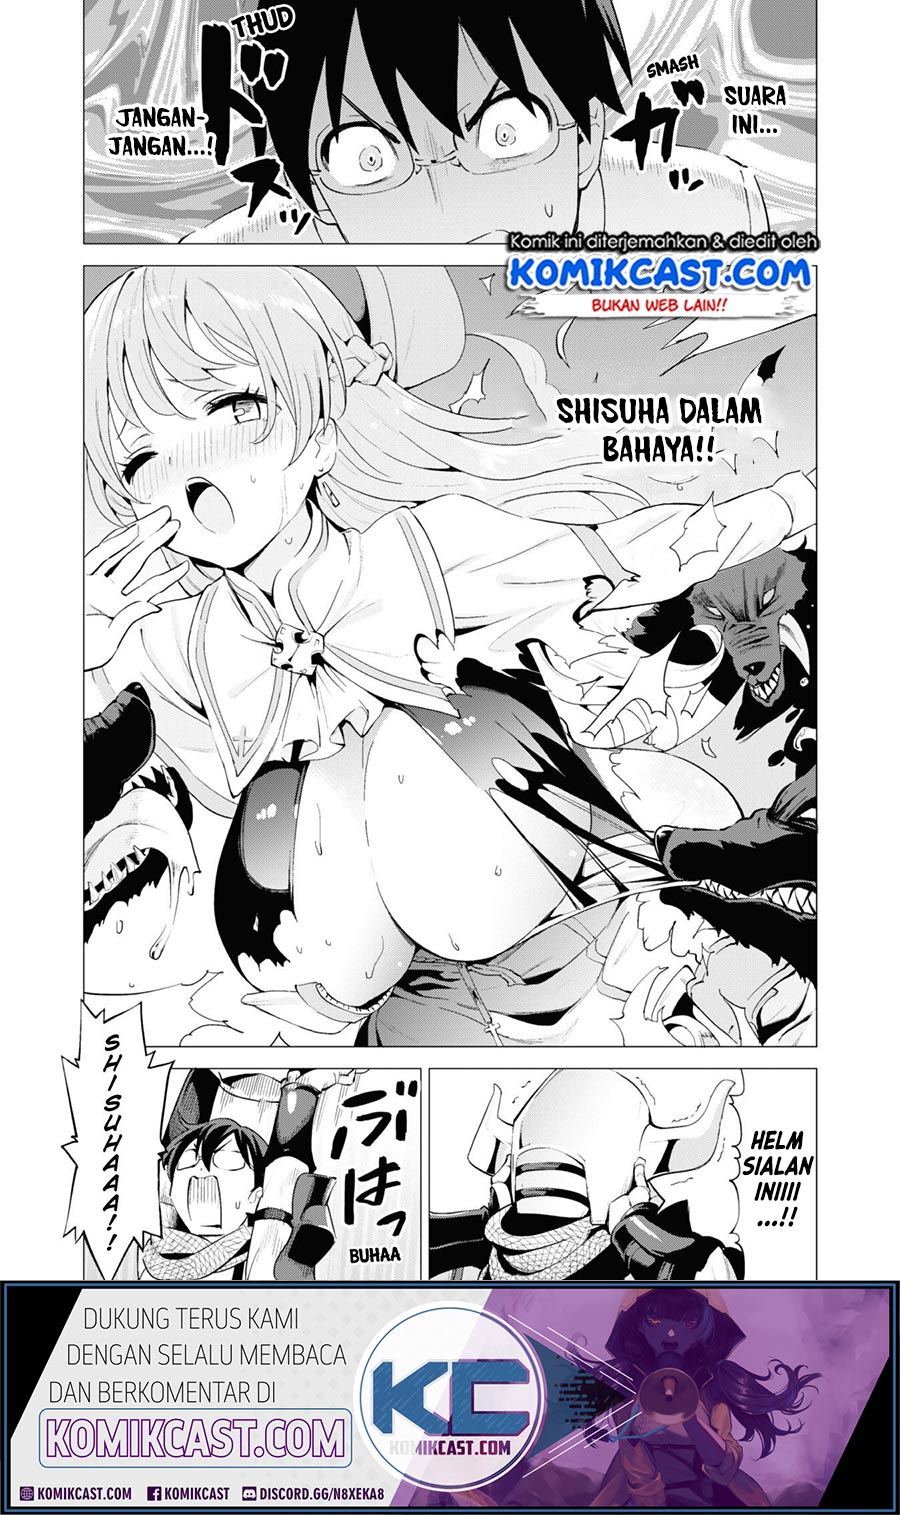 SUARA
INI...
SMASH
ガガッ
THUD
ドスッ
JANGAN-
JANGAN...!
Komik ini diterjemahkan & diedit oleh
KOMIKCAST.COM
BUKAN WEB LAIN!!
SHISUHA DALAM
BAHAYA!!
HELM
SIALAN
INIIII
...!!
ぶはっ
BUHAA
SHISUHAAA!!
DUKUNG TERUS KAMI
DENGAN SELALU MEMBACA
DAN BERKOMENTAR DI
KOMIKCAST.COM
KC
KOMIKCAST.COM
KOMIKCAST.COM
KOMIKCAST
DISCORD.GG/N8XEKA8